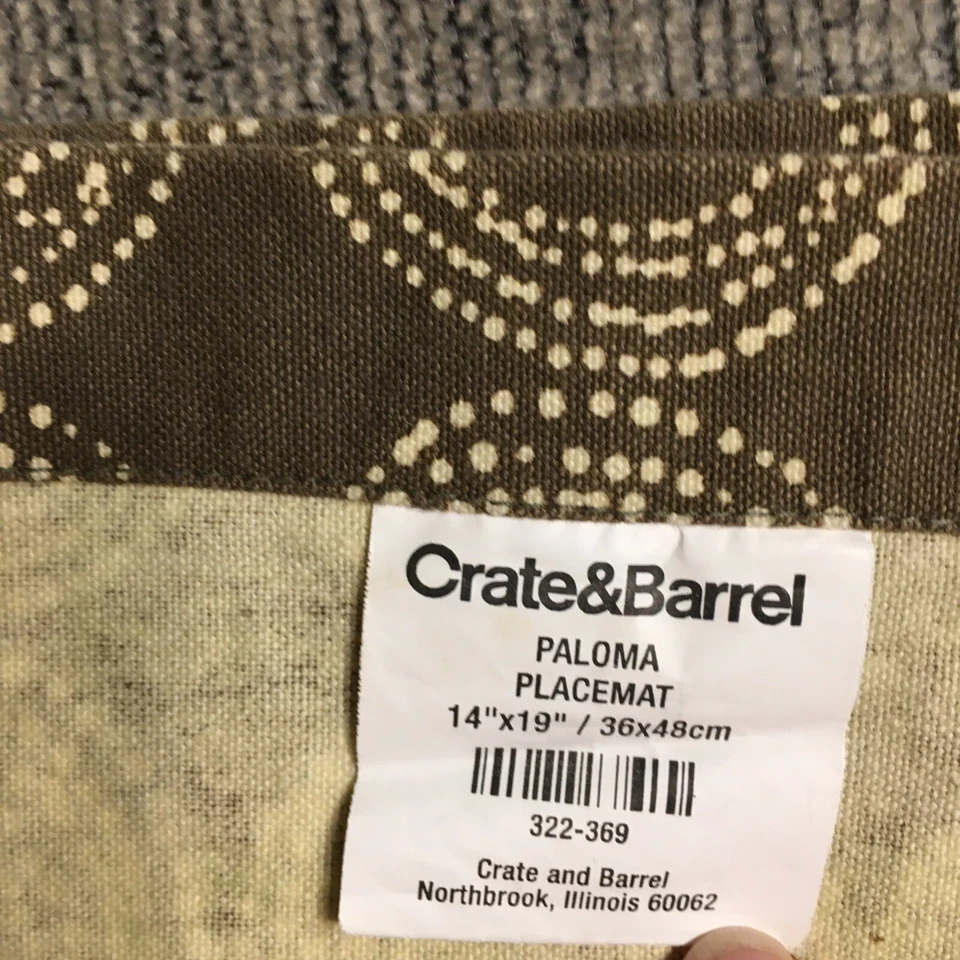 Crate&Barrel
PALOMA
PLACEMAT
14"x19" / 36x48cm
322-369
Crate and Barrel
Northbrook, Illinois 60062